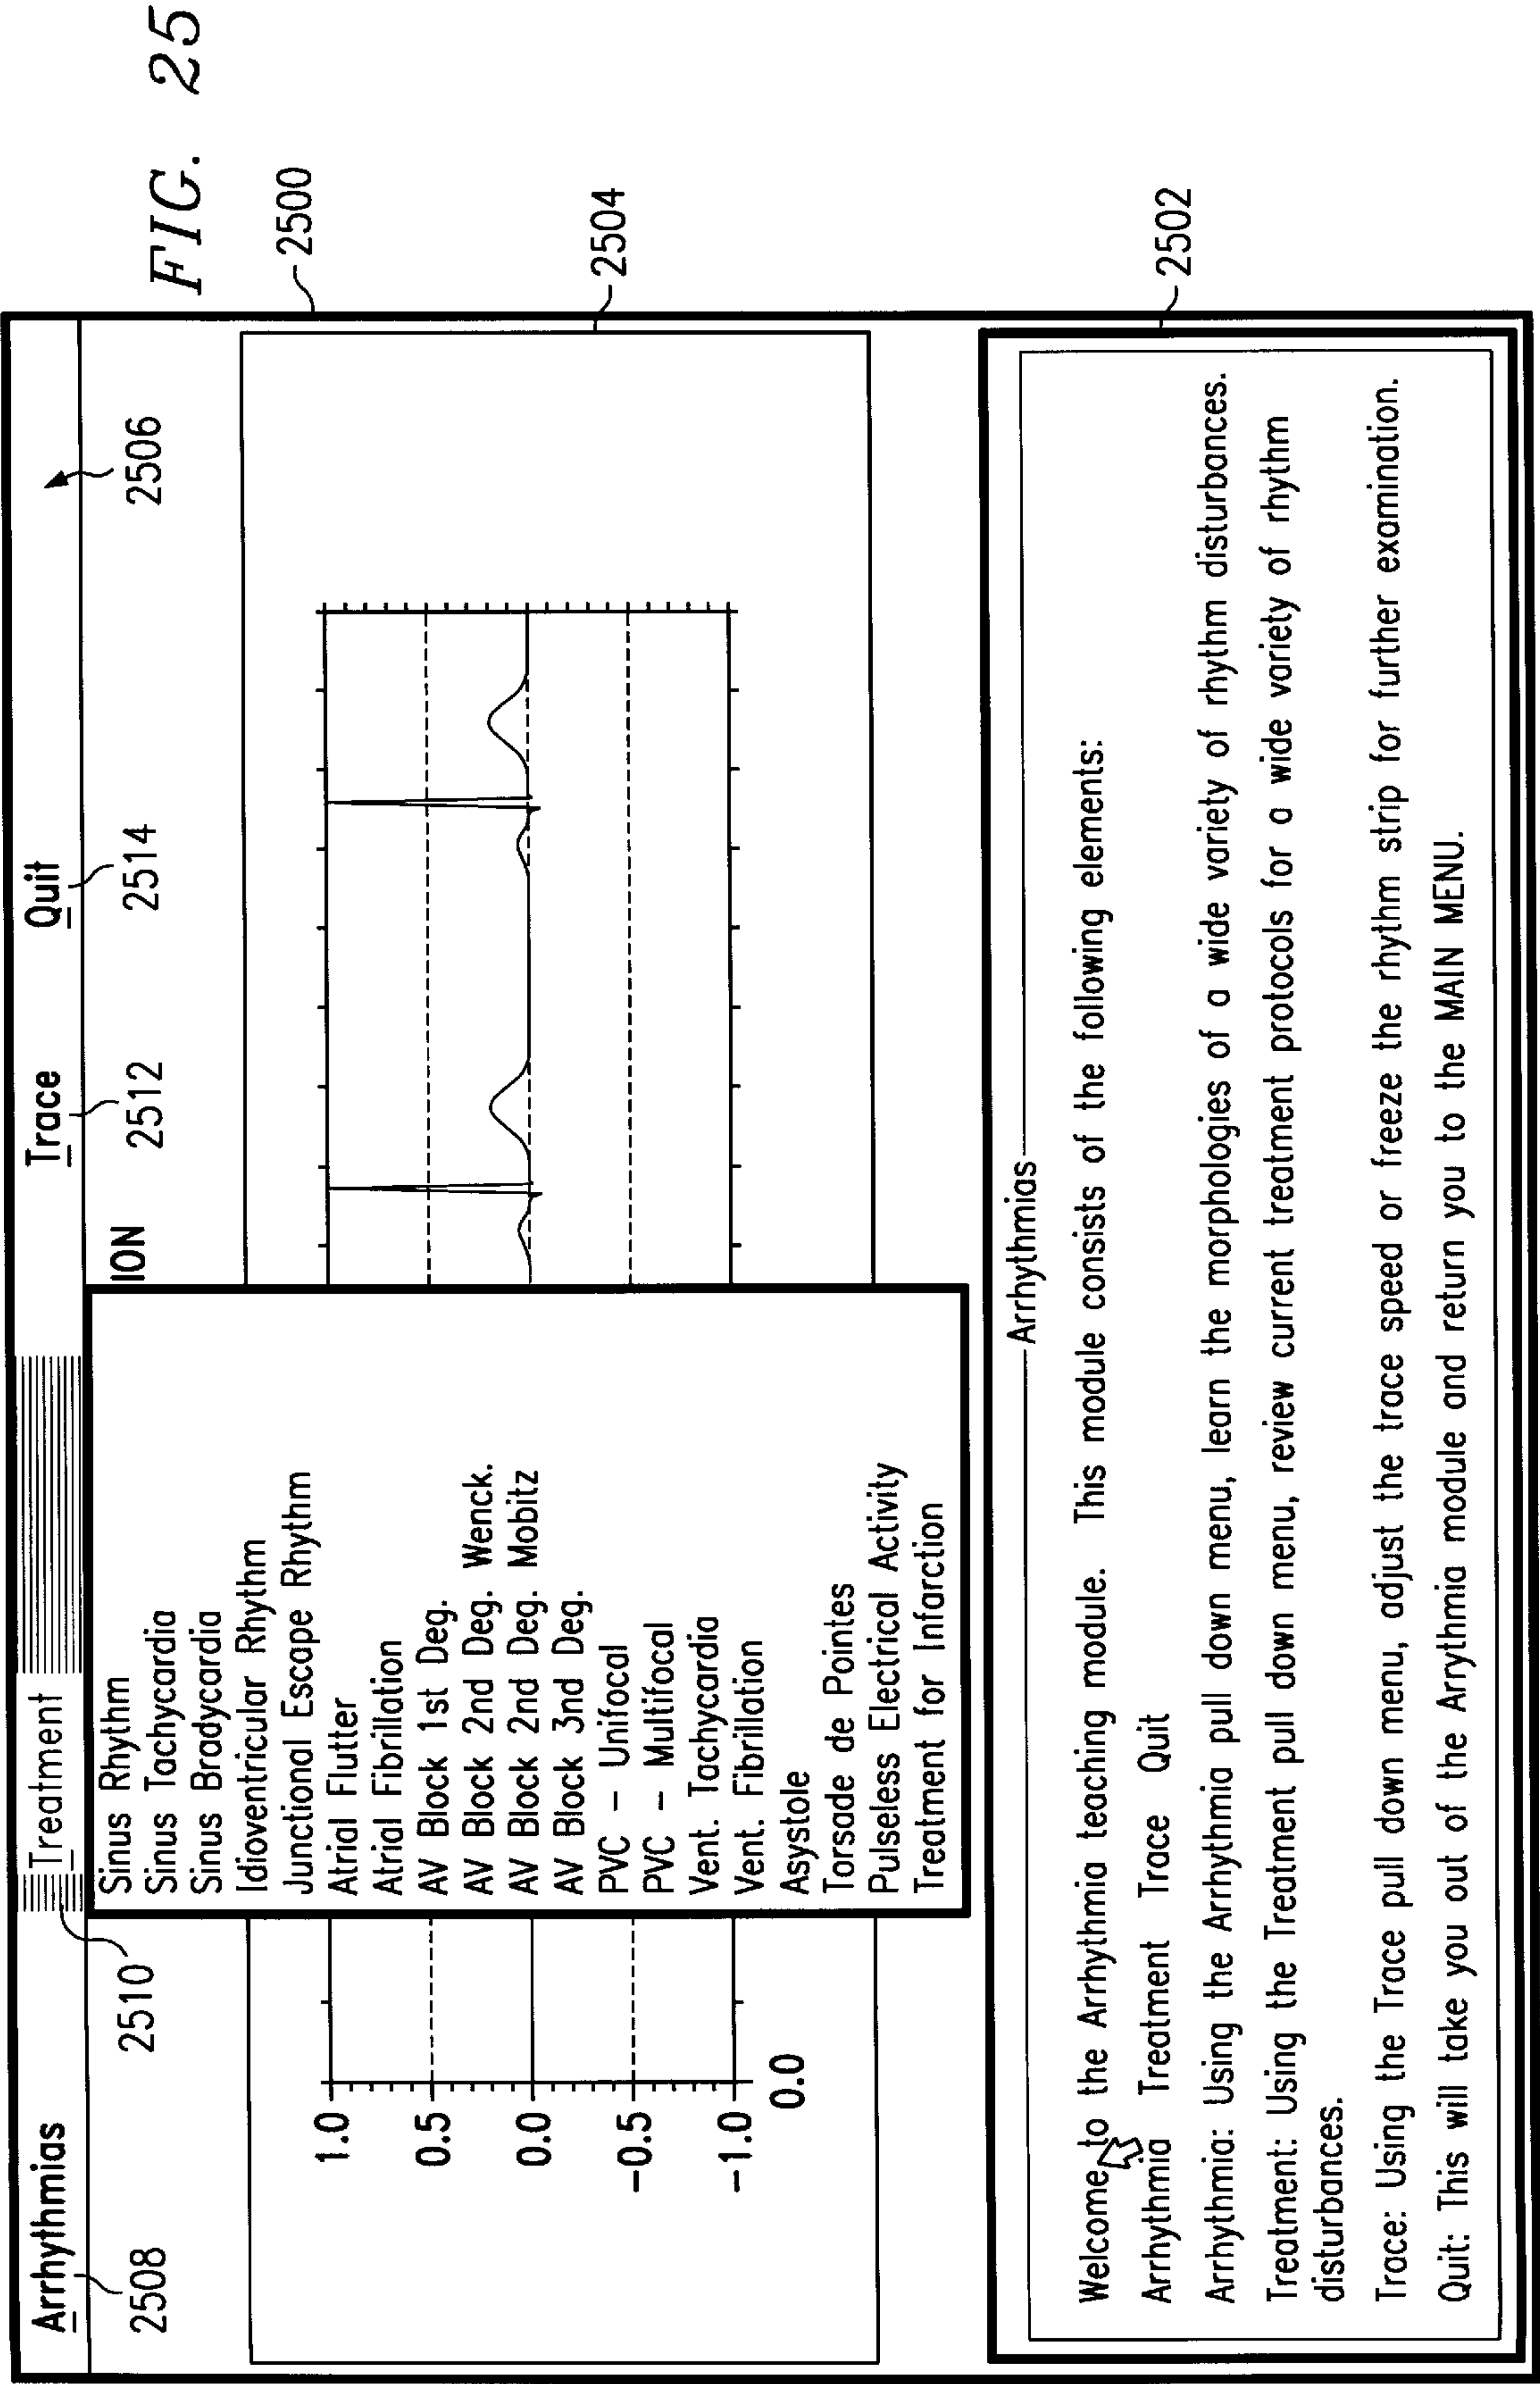 FIG. 25
Arrhythmias Treatment Trace Quit
2508 2510 2512 2514 2506
ION
2500
Sinus Rhythm
Sinus Tachycardia
Sinus Bradycardia
Idioventricular Rhythm
Junctional Escape Rhythm
Atrial Flutter
Atrial Fibrillation
AV Block 1st Deg.
AV Block 2nd Deg. Wenck.
AV Block 2nd Deg. Mobitz
AV Block 3nd Deg.
PVC - Unifocal
PVC - Multifocal
Vent. Tachycardia
Vent. Fibrillation
Asystole
Torsade de Pointes
Pulseless Electrical Activity
Treatment for Infarction
1.0
0.5
0.0
-0.5
-1.0
0.0
2504
Arrhythmias
Welcome to the Arrhythmia teaching module. This module consists of the following elements:
Arrhythmia Treatment Trace Quit
Arrhythmia: Using the Arrhythmia pull down menu, learn the morphologies of a wide variety of rhythm disturbances.
Treatment: Using the Treatment pull down menu, review current treatment protocols for a wide variety of rhythm
disturbances.
Trace: Using the Trace pull down menu, adjust the trace speed or freeze the rhythm strip for further examination.
Quit: This will take you out of the Arrythmia module and return you to the MAIN MENU.
2502